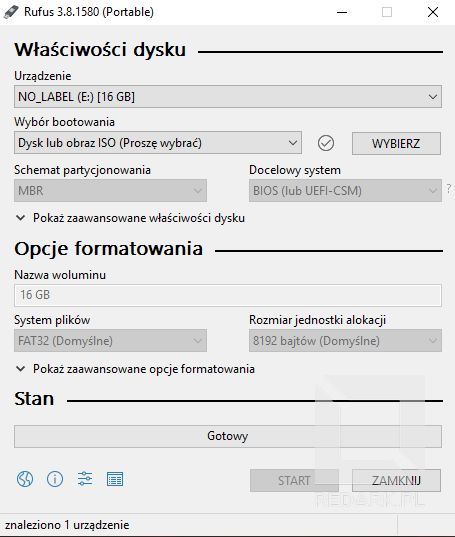 Rufus 3.8.1580 (Portable)
Właściwości dysku
Urządzenie
NO_LABEL (E:) [16 GB]
Wybór bootowania
Dysk lub obraz ISO (Proszę wybrać)
WYBIERZ
Schemat partycjonowania
Docelowy system
MBR
BIOS (lub UEFI-CSM)
?
Pokaż zaawansowane właściwości dysku
Opcje formatowania
Nazwa woluminu
16 GB
System plików
Rozmiar jednostki alokacji
FAT32 (Domyślne)
8192 bajtów (Domyślne)
Pokaż zaawansowane opcje formatowania
Stan
Gotowy
START
ZAMKNIJ
REDARK.PL
znaleziono 1 urządzenie